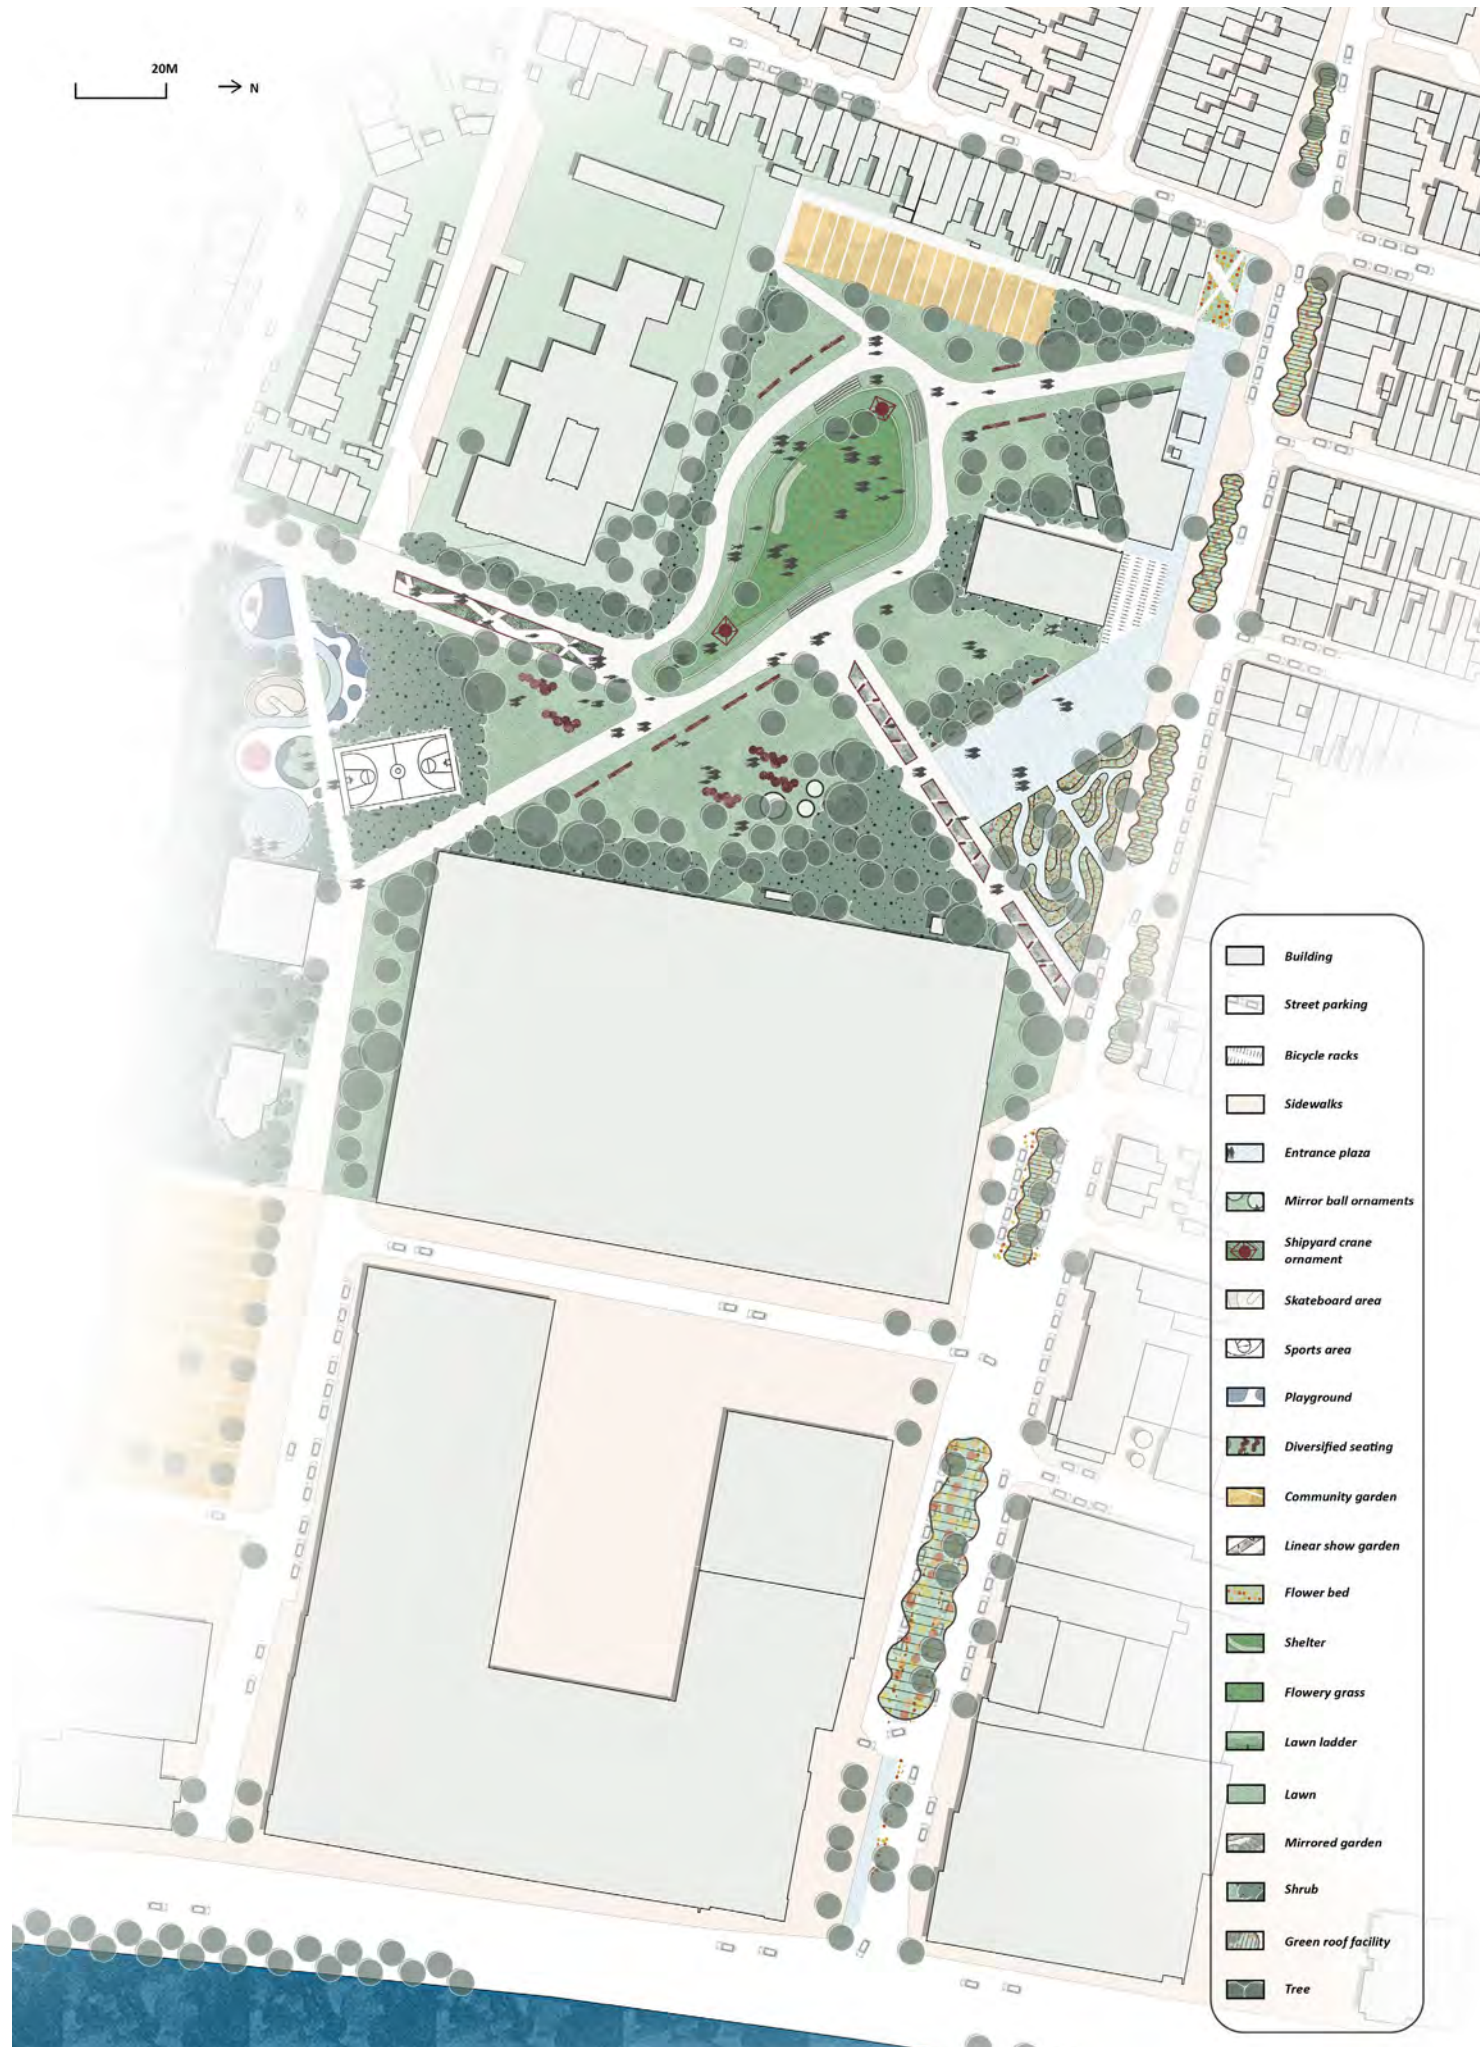 20M
N
Building
Street parking
Bicycle racks
Sidewalks
Entrance plaza
Mirror ball ornaments
Shipyard crane
ornament
Skateboard area
Sports area
Playground
Diversified seating
Community garden
Linear show garden
Flower bed
Shelter
Flowery grass
Lawn ladder
Lawn
Mirrored garden
Shrub
Green roof facility
Tree